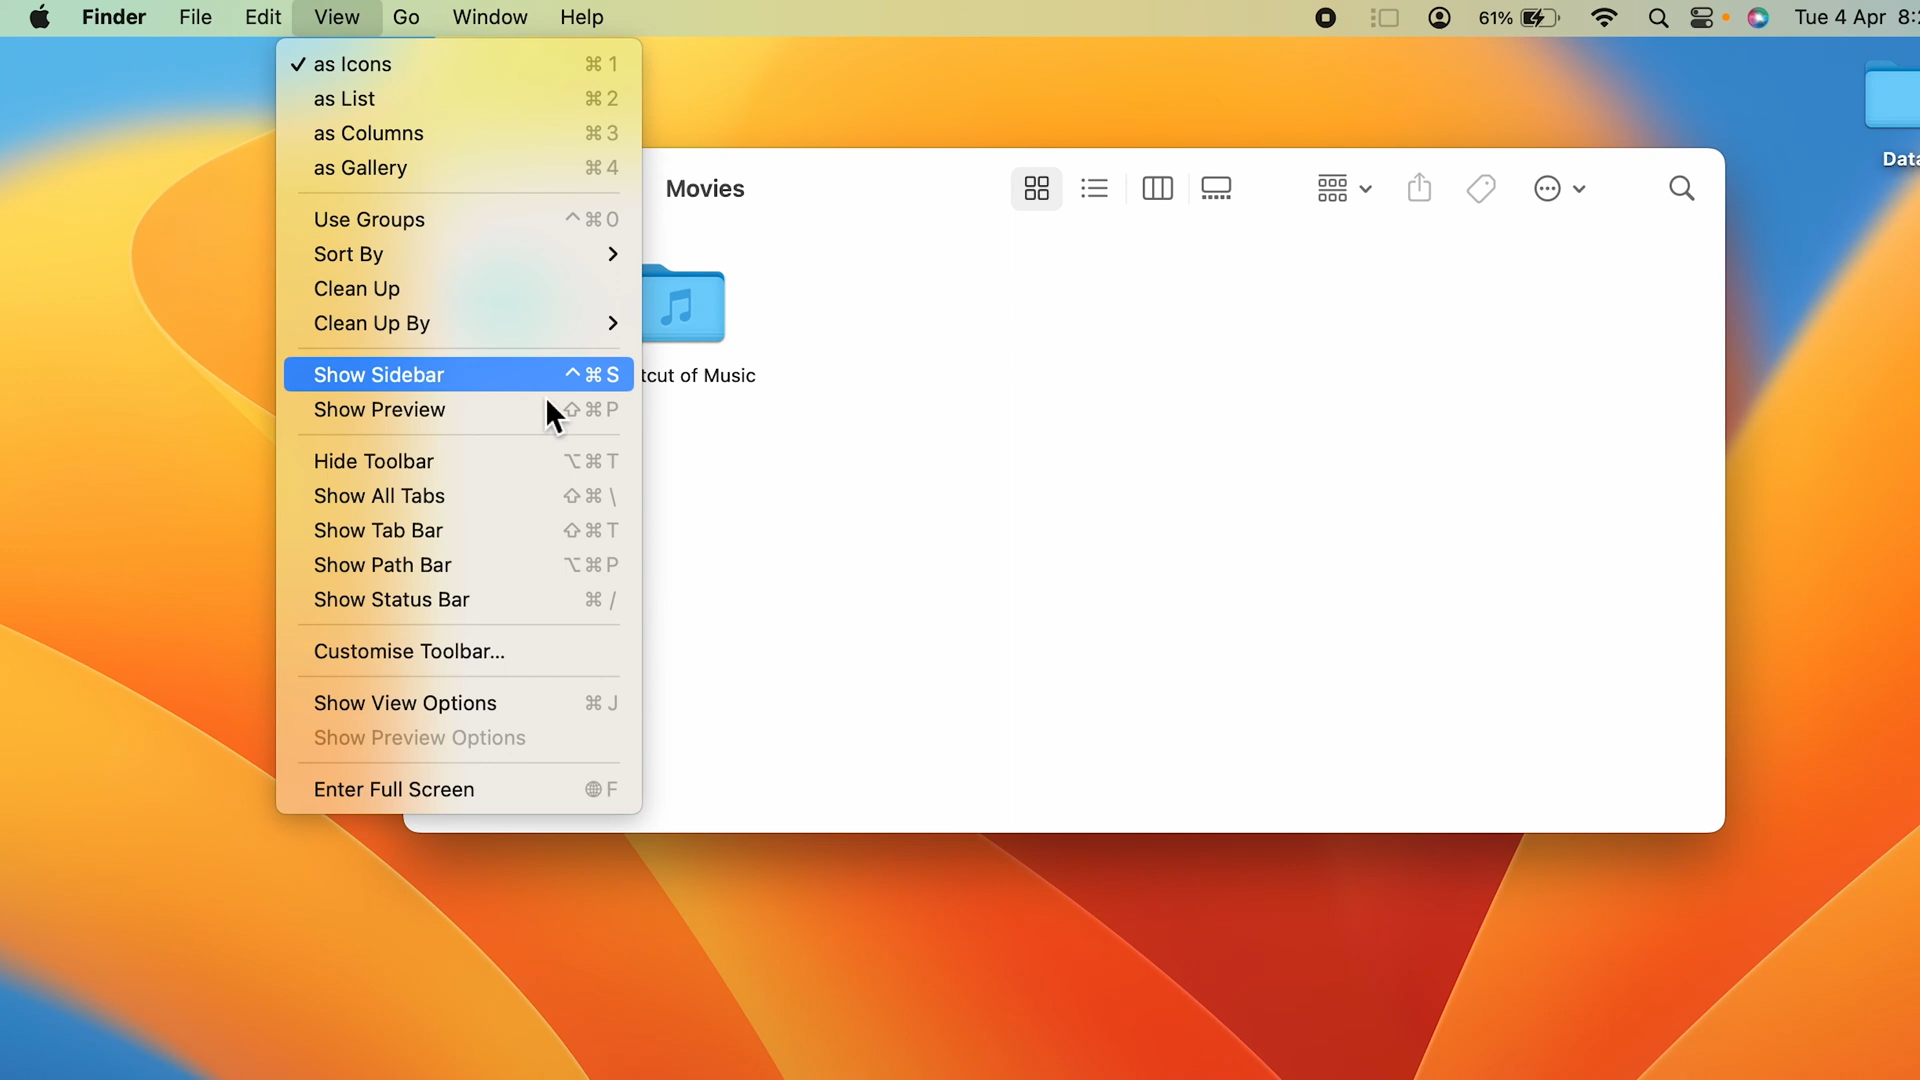 Finder File Edit View Go Window Help 61% Tue 4 Apr 8:
as Icons ⌘ 1
as List ⌘ 2
as Columns ⌘ 3
as Gallery ⌘ 4
Use Groups ^ ⌘ 0
Sort By
Clean Up
Clean Up By
Show Sidebar ^ ⌘ S
Show Preview ⇧ ⌘ P
Hide Toolbar ⌥ ⌘ T
Show All Tabs ⇧ ⌘ \
Show Tab Bar ⇧ ⌘ T
Show Path Bar ⌥ ⌘ P
Show Status Bar ⌘ /
Customise Toolbar...
Show View Options ⌘ J
Show Preview Options
Enter Full Screen 🌐 F
Movies
tcut of Music
Data